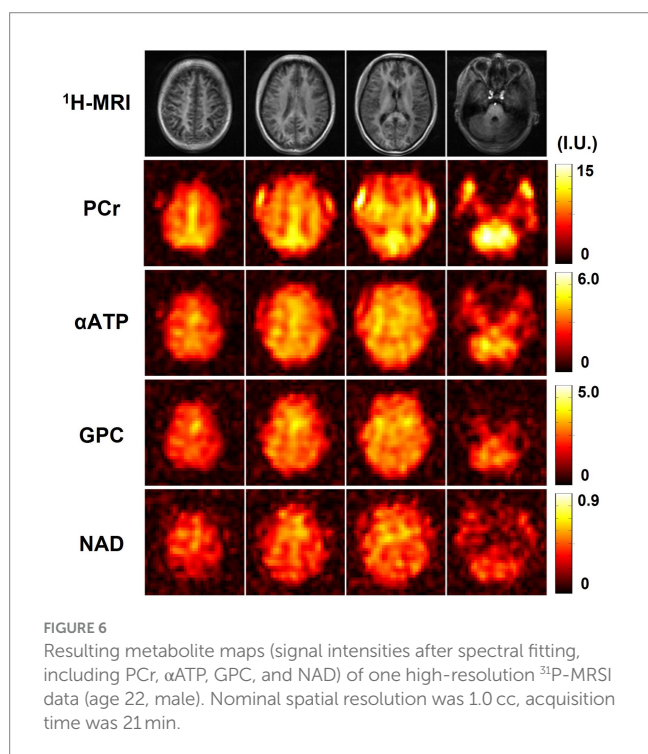 ¹H-MRI
(I.U.)
PCr
15
0
αATP
6.0
0
GPC
5.0
0
NAD
0.9
0
FIGURE 6
Resulting metabolite maps (signal intensities after spectral fitting,
including PCr, αATP, GPC, and NAD) of one high-resolution ³¹P-MRSI
data (age 22, male). Nominal spatial resolution was 1.0 cc, acquisition
time was 21 min.